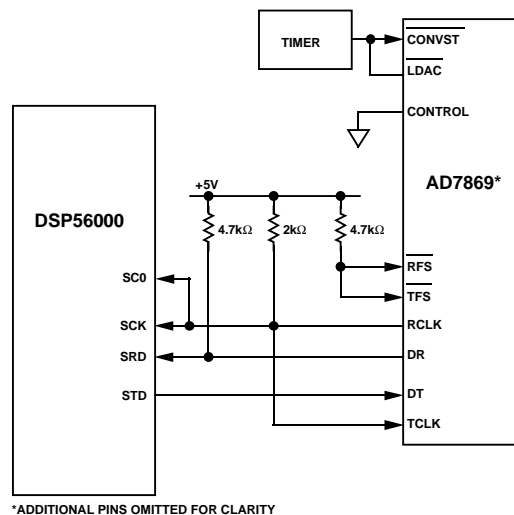 TIMER
CONVST
LDAC
CONTROL
AD7869*
DSP56000
+5V
4.7kΩ
2kΩ
4.7kΩ
SC0
SCK
SRD
STD
RFS
TFS
RCLK
DR
DT
TCLK
*ADDITIONAL PINS OMITTED FOR CLARITY